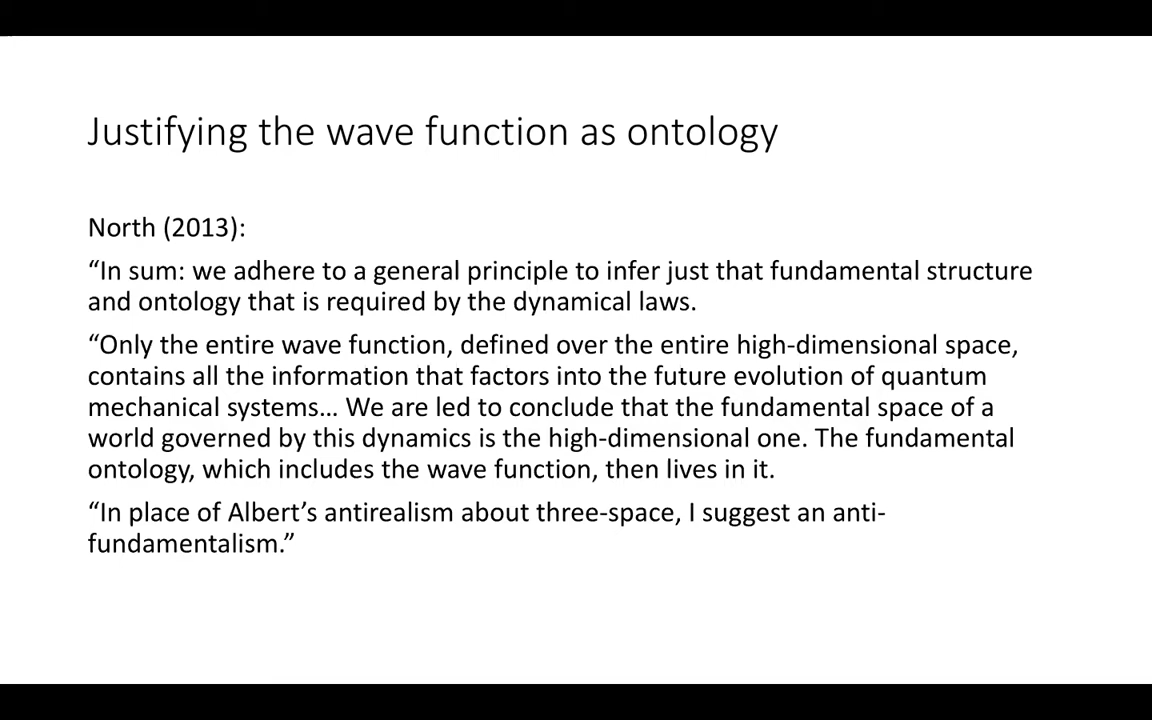 Justifying the wave function as ontology
North (2013):
“In sum: we adhere to a general principle to infer just that fundamental structure
and ontology that is required by the dynamical laws.
“Only the entire wave function, defined over the entire high-dimensional space,
contains all the information that factors into the future evolution of quantum
mechanical systems… We are led to conclude that the fundamental space of a
world governed by this dynamics is the high-dimensional one. The fundamental
ontology, which includes the wave function, then lives in it.
“In place of Albert’s antirealism about three-space, I suggest an anti-
fundamentalism.”